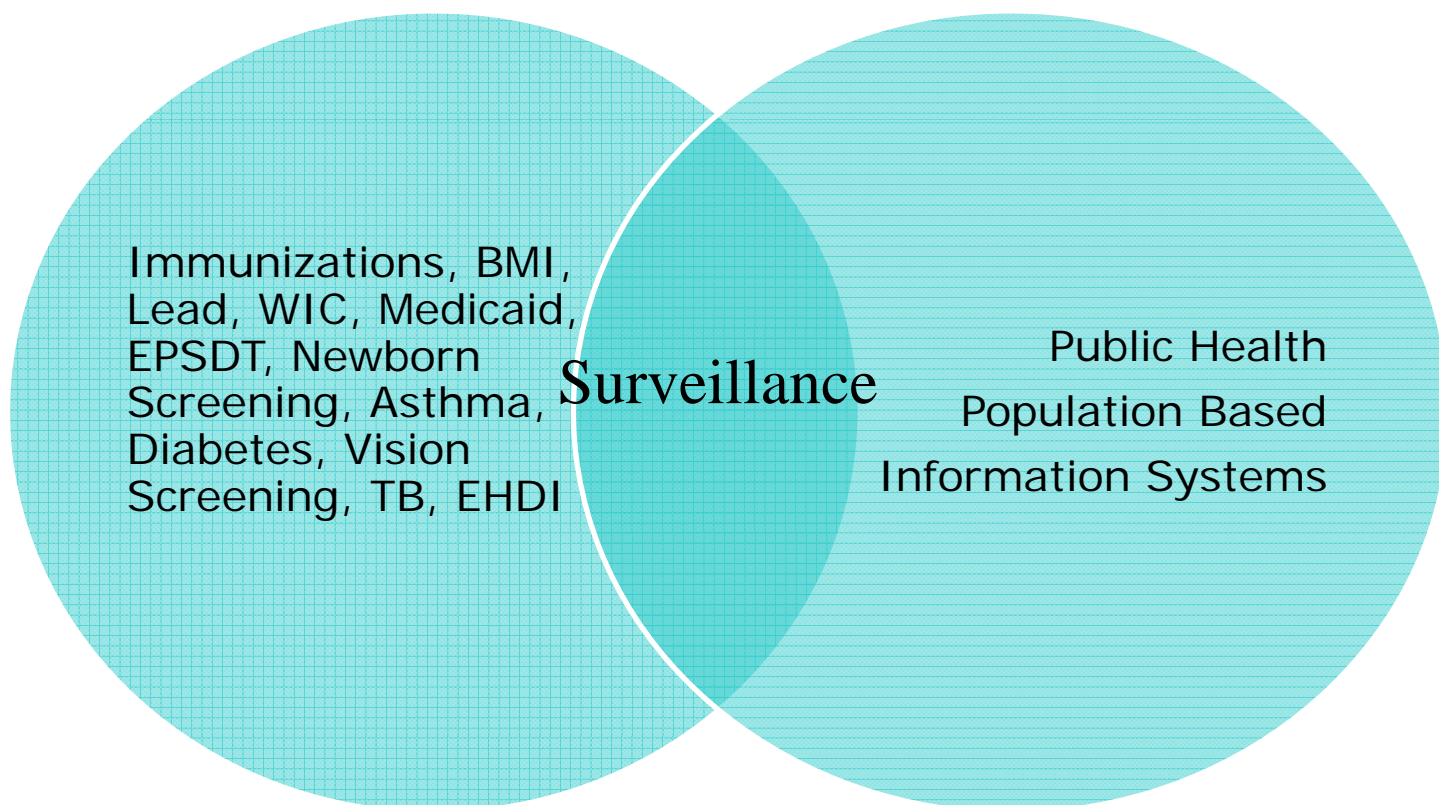 Immunizations, BMI,
Lead, WIC, Medicaid,
EPSDT, Newborn
Screening, Asthma,
Diabetes, Vision
Screening, TB, EHDI
Surveillance
Public Health
Population Based
Information Systems